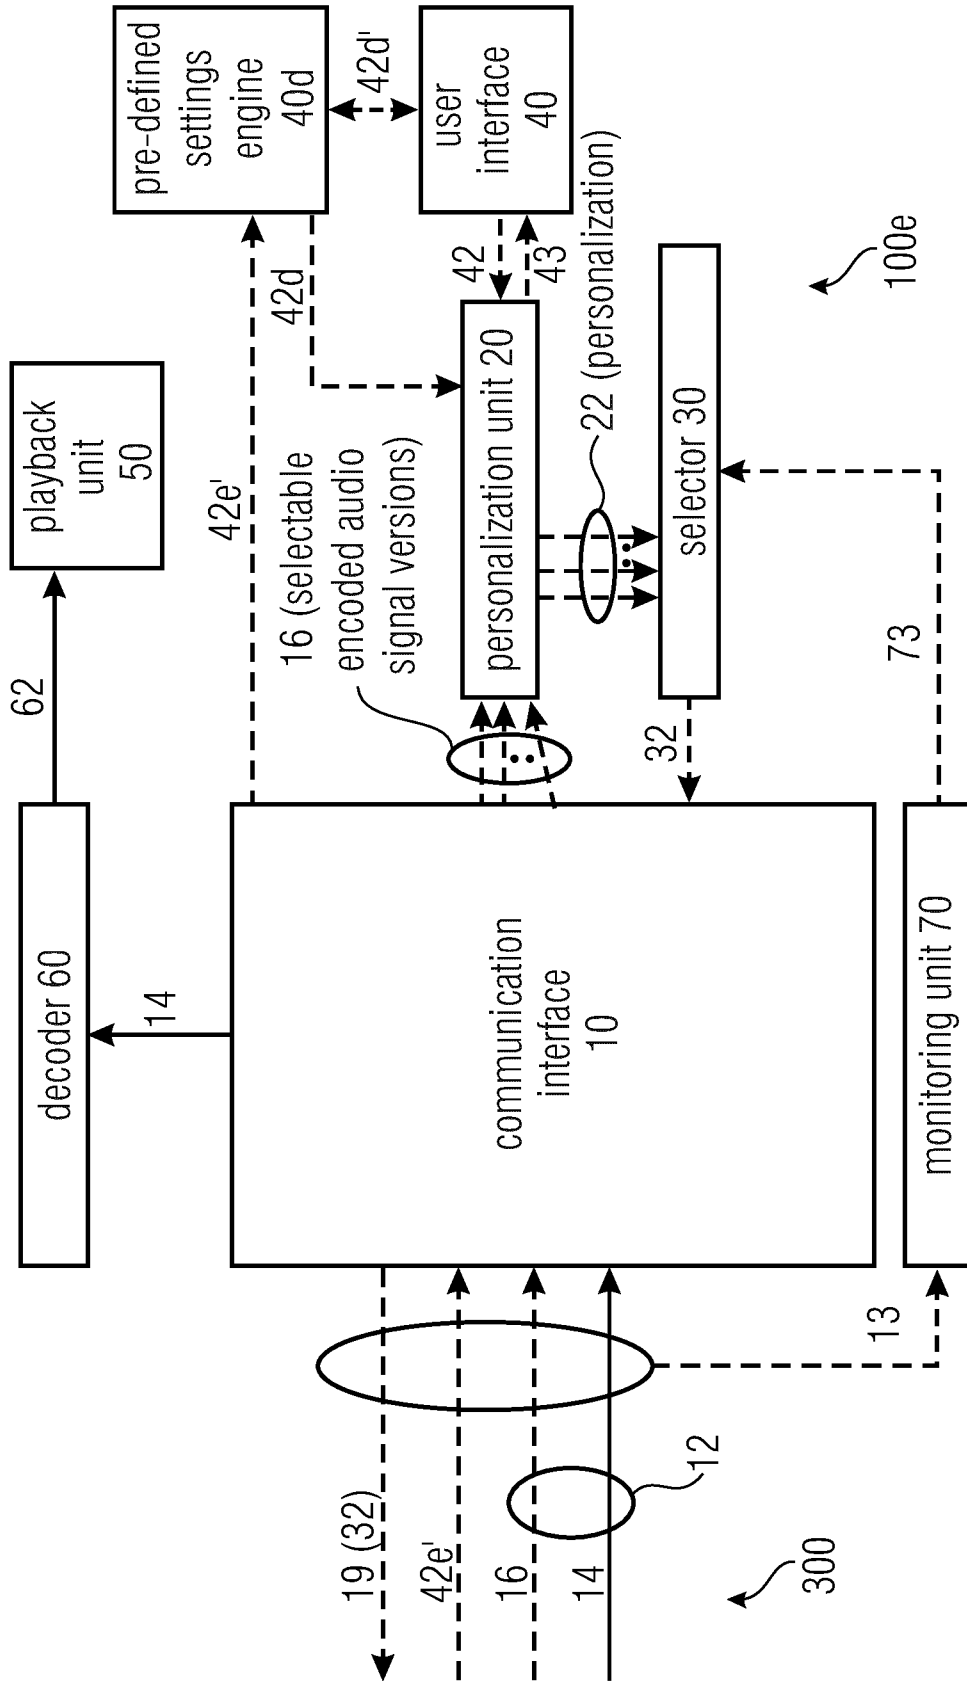 pre-defined
settings
engine
40d
42d'
user
interface
40
42e'
42d
42
43
playback
unit
50
62
16 (selectable
encoded audio
signal versions)
personalization unit 20
22 (personalization)
selector 30
100e
decoder 60
14
communication
interface
10
32
73
monitoring unit 70
13
19 (32)
42e'
16
14
12
300